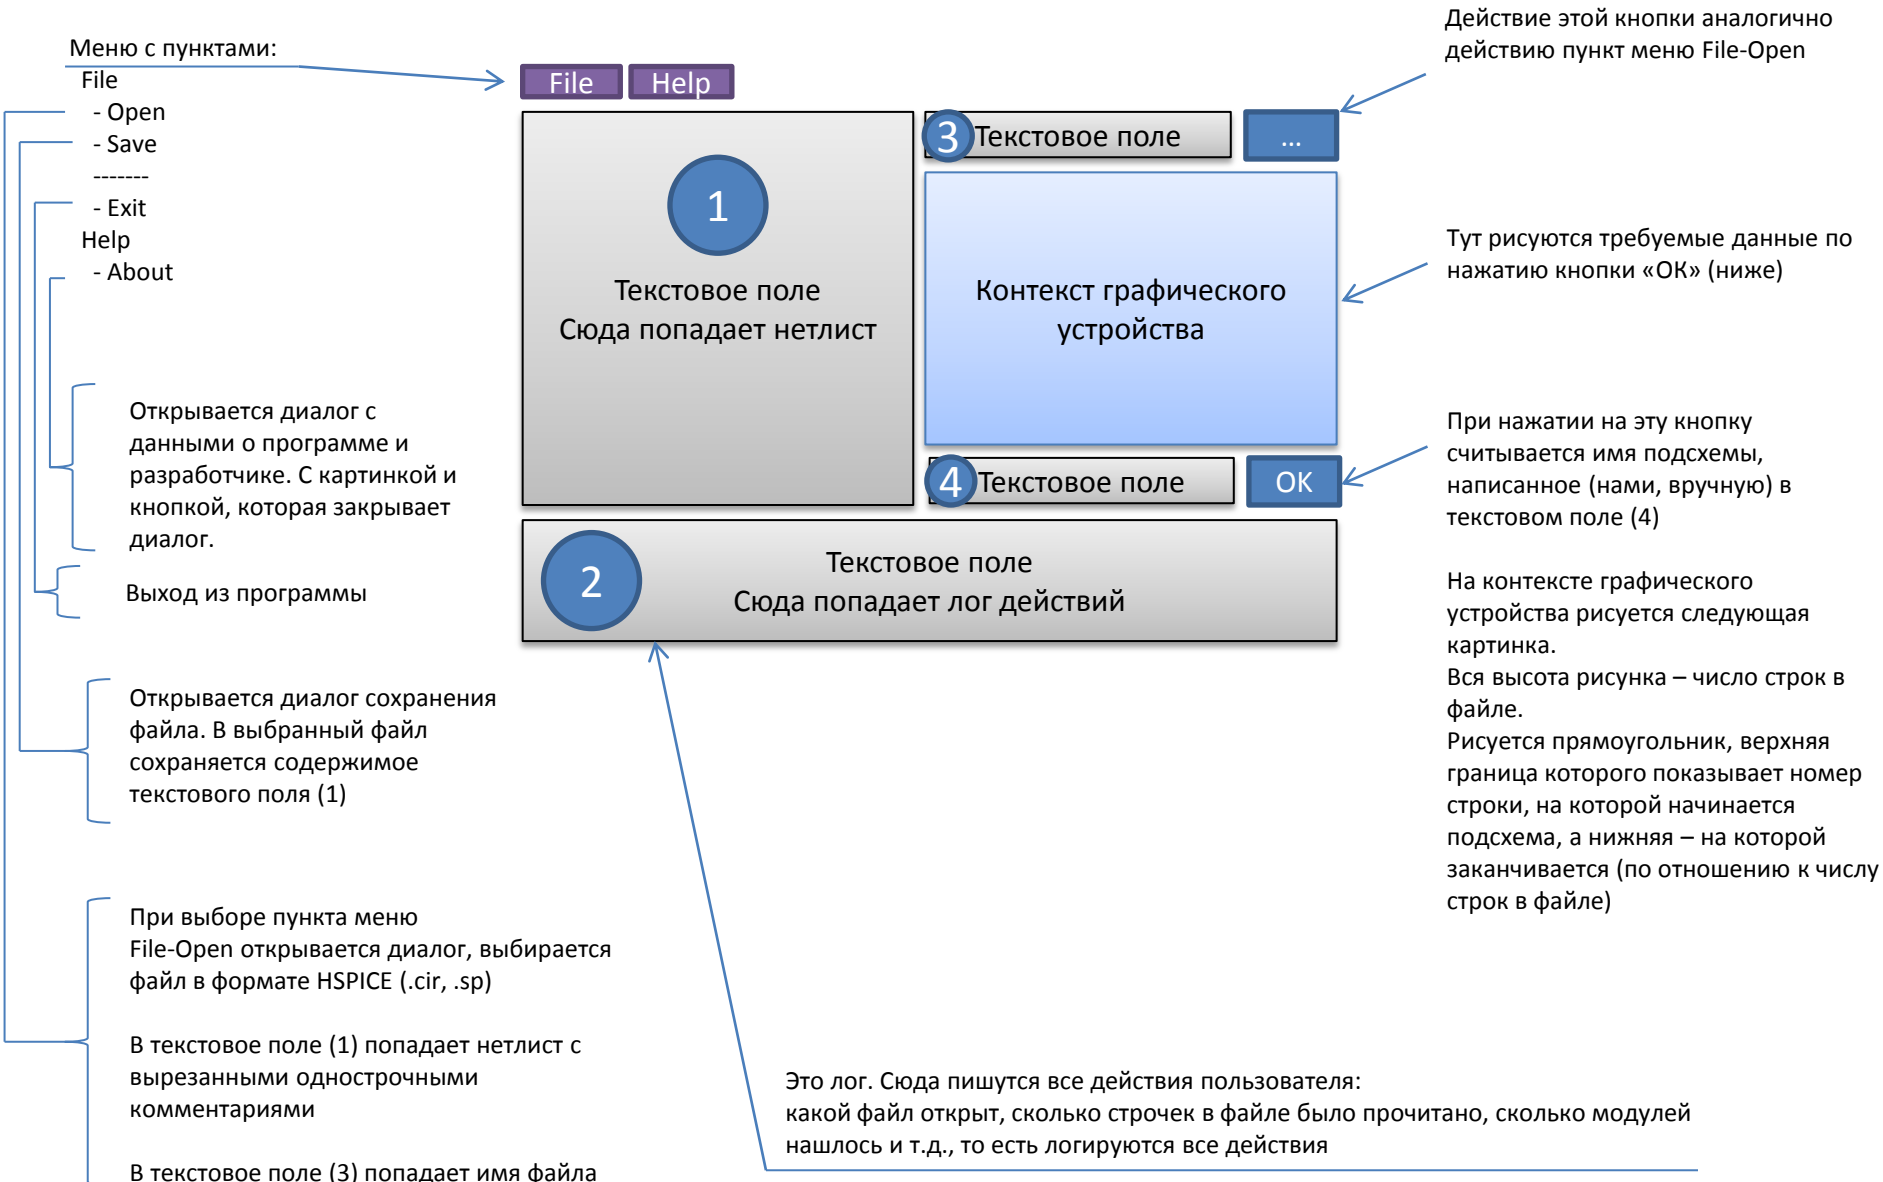 Меню с пунктами:
File
- Open
- Save
-------
- Exit
Help
- About
File
Help
1
Текстовое поле
Сюда попадает нетлист
3
Текстовое поле
...
Контекст графического
устройства
4
Текстовое поле
OK
2
Текстовое поле
Сюда попадает лог действий
Действие этой кнопки аналогично
действию пункт меню File-Open
Тут рисуются требуемые данные по
нажатию кнопки «ОК» (ниже)
При нажатии на эту кнопку
считывается имя подсхемы,
написанное (нами, вручную) в
текстовом поле (4)
На контексте графического
устройства рисуется следующая
картинка.
Вся высота рисунка – число строк в
файле.
Рисуется прямоугольник, верхняя
граница которого показывает номер
строки, на которой начинается
подсхема, а нижняя – на которой
заканчивается (по отношению к числу
строк в файле)
Открывается диалог с
данными о программе и
разработчике. С картинкой и
кнопкой, которая закрывает
диалог.
Выход из программы
Открывается диалог сохранения
файла. В выбранный файл
сохраняется содержимое
текстового поля (1)
При выборе пункта меню
File-Open открывается диалог, выбирается
файл в формате HSPICE (.cir, .sp)
В текстовое поле (1) попадает нетлист с
вырезанными однострочными
комментариями
В текстовое поле (3) попадает имя файла
Это лог. Сюда пишутся все действия пользователя:
какой файл открыт, сколько строчек в файле было прочитано, сколько модулей
нашлось и т.д., то есть логируются все действия